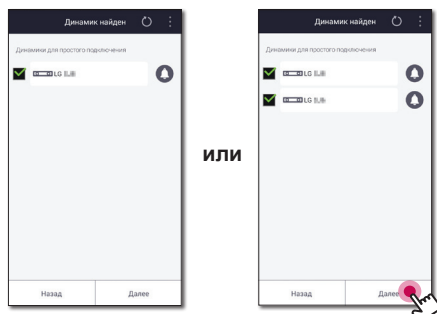 Динамик найден
Динамики для простого подключения
LG
Назад Далее
или
Динамик найден
Динамики для простого подключения
LG
LG
Назад Далее